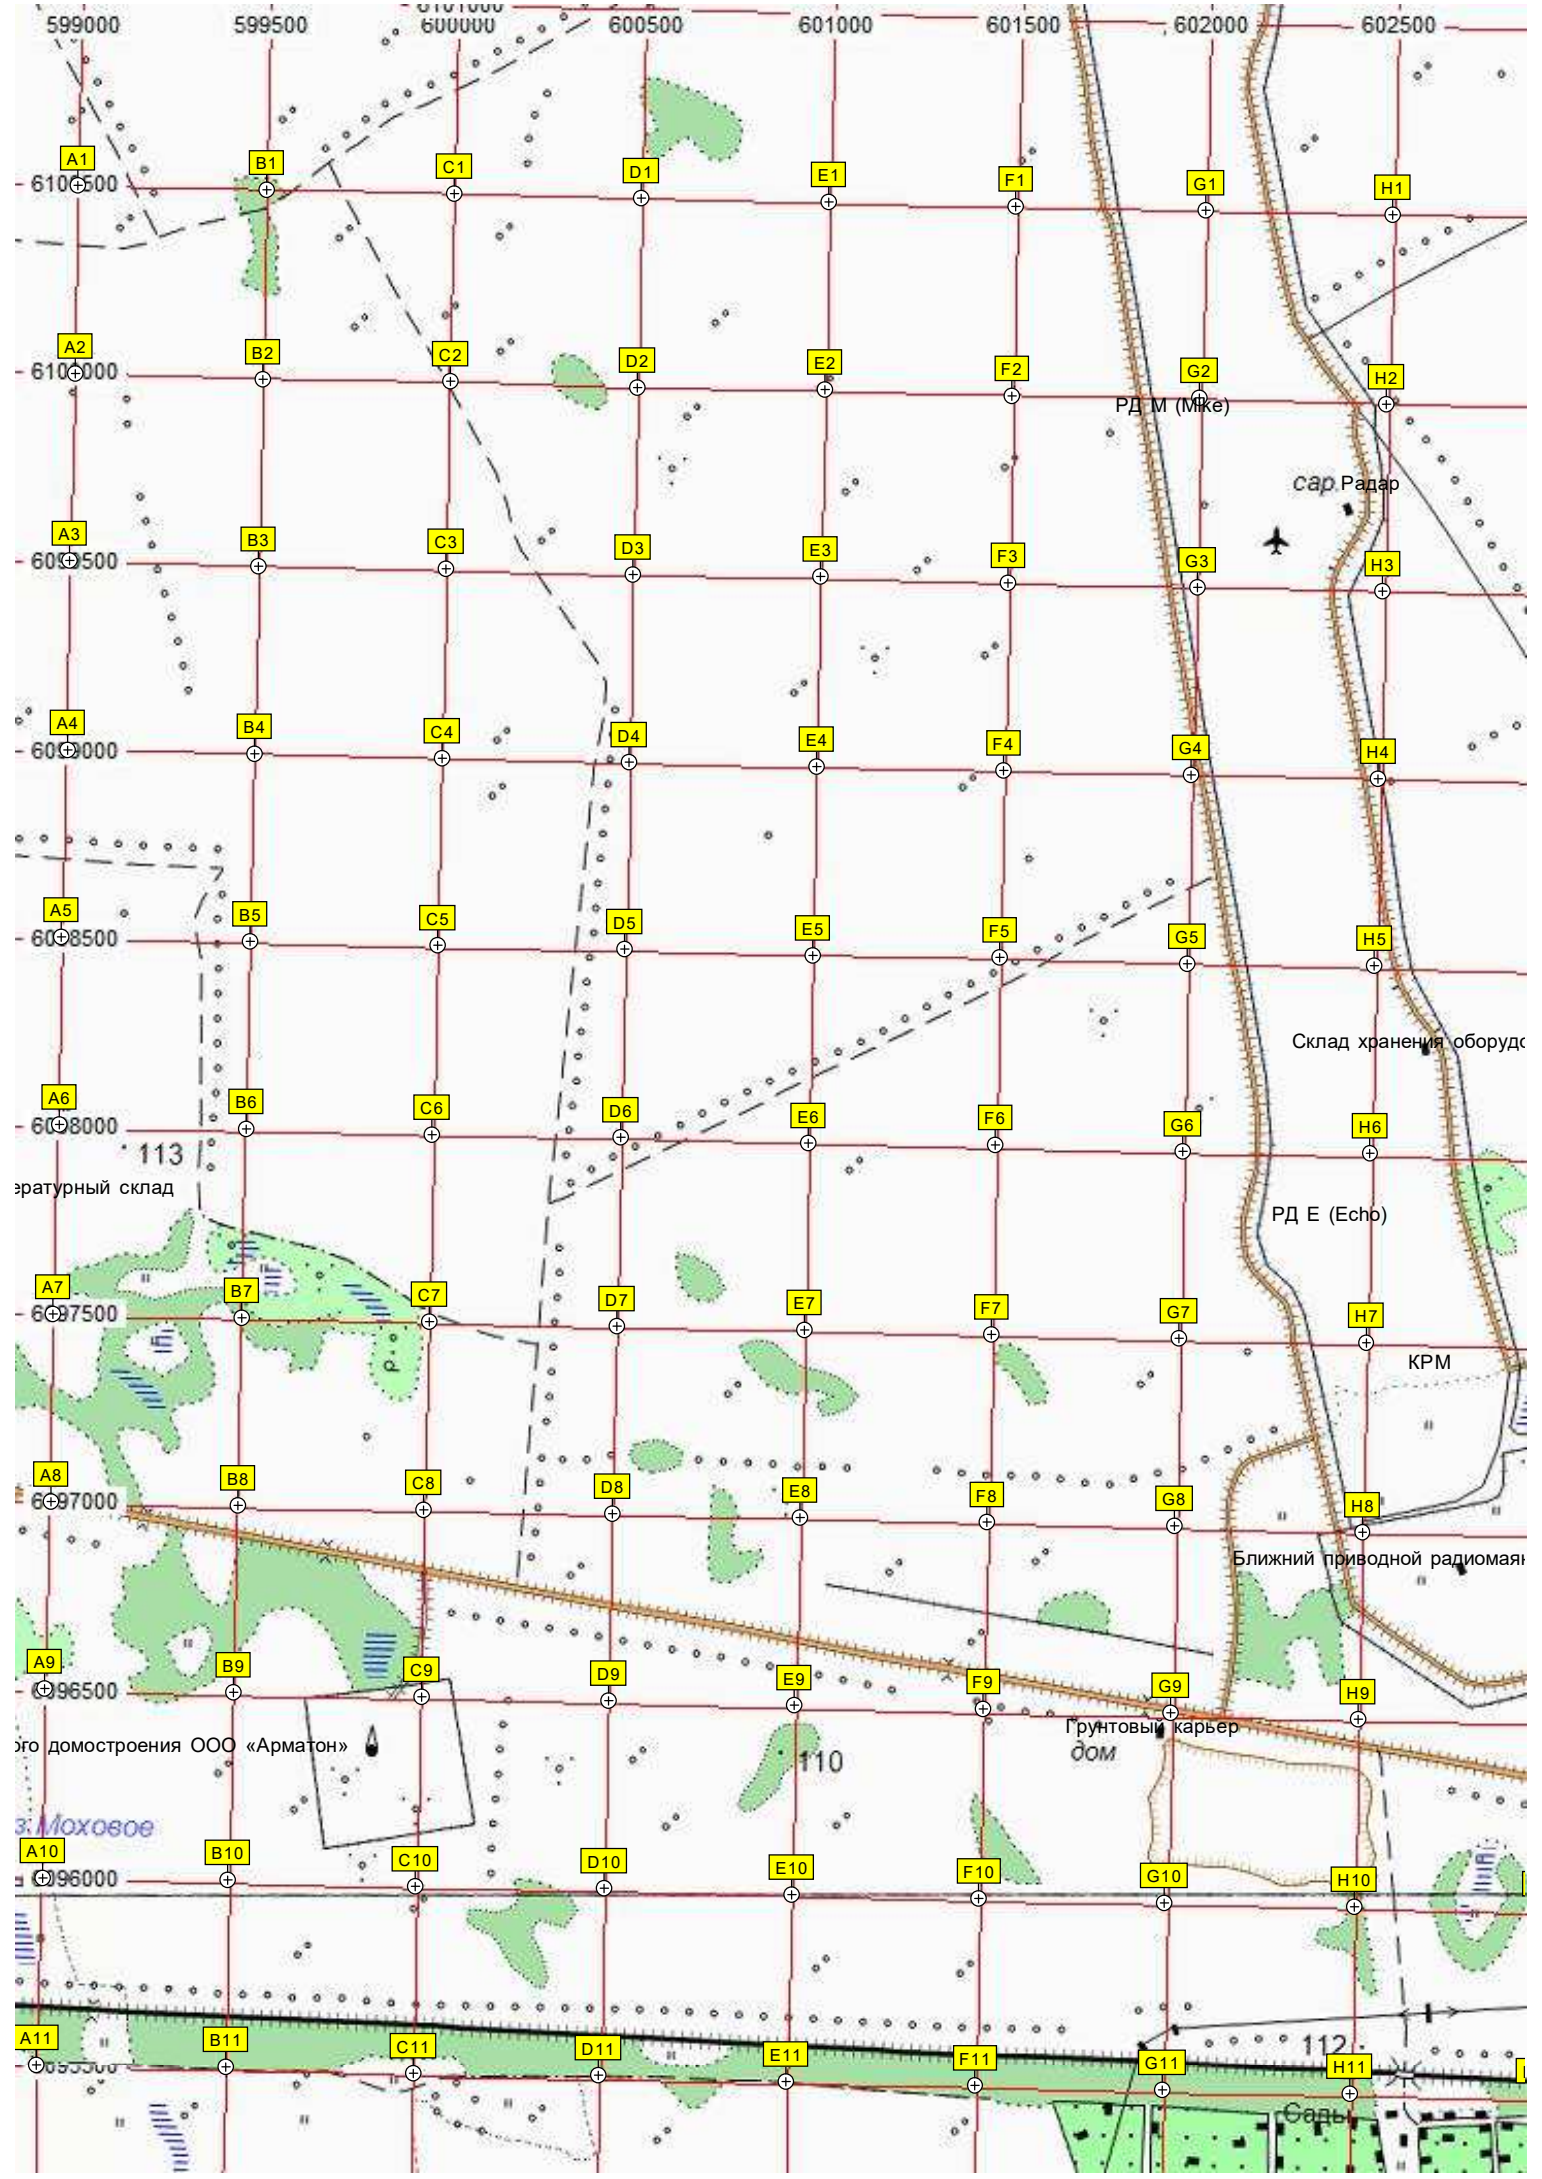 6101000
599000 599500 600000 600500 601000 601500 602000 602500
A1 B1 C1 D1 E1 F1 G1 H1
6100500
A2 B2 C2 D2 E2 F2 G2 H2
6100000
РД М (Mike)
сар. Радар
A3 B3 C3 D3 E3 F3 G3 H3
6099500
A4 B4 C4 D4 E4 F4 G4 H4
6099000
A5 B5 C5 D5 E5 F5 G5 H5
6098500
Склад хранения оборудо
A6 B6 C6 D6 E6 F6 G6 H6
6098000
113
ературный склад
РД E (Echo)
A7 B7 C7 D7 E7 F7 G7 H7
6097500
КРМ
A8 B8 C8 D8 E8 F8 G8 H8
6097000
Ближний приводной радиомаяк
A9 B9 C9 D9 E9 F9 G9 H9
6096500
Грунтовый карьер
ого домостроения ООО «Арматон»
дом
110
з.Моховое
A10 B10 C10 D10 E10 F10 G10 H10
6096000
112
A11 B11 C11 D11 E11 F11 G11 H11
6095500
Сады